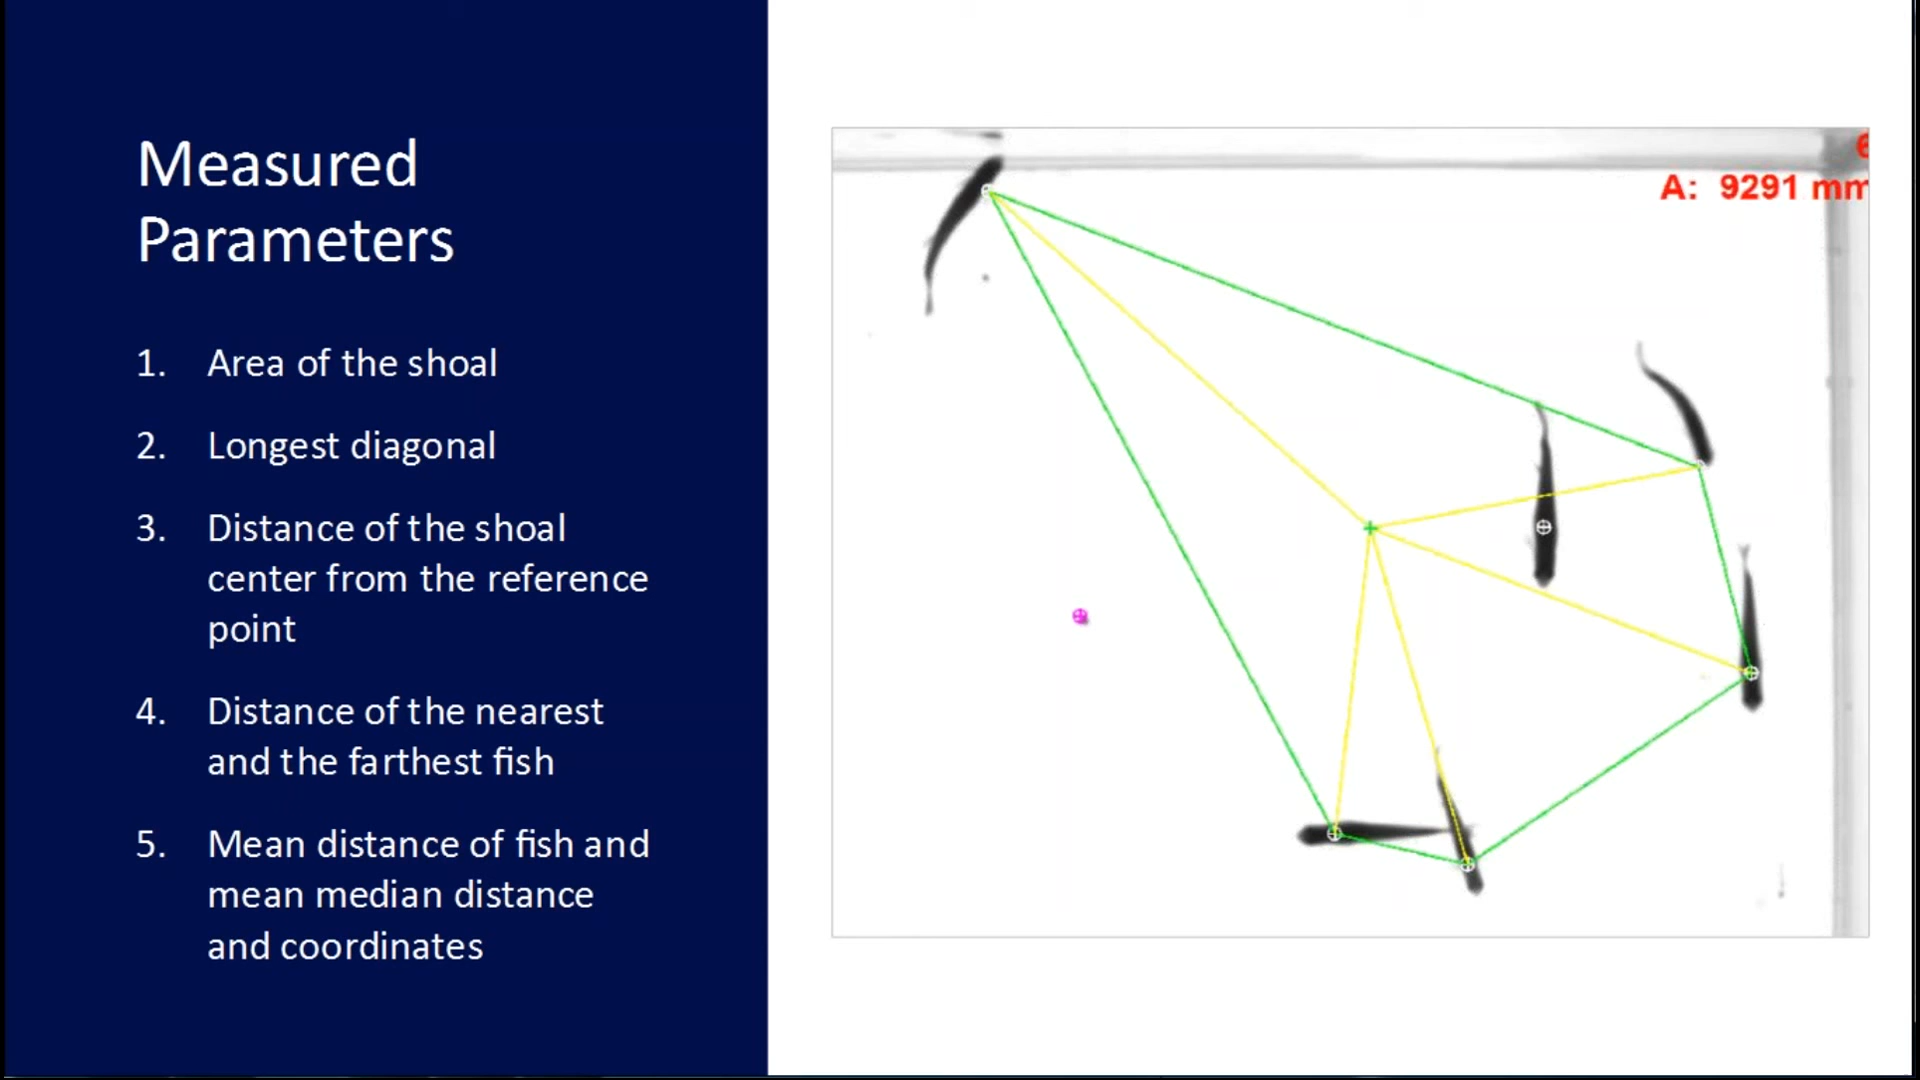 Measured
Parameters
1. Area of the shoal
2. Longest diagonal
3. Distance of the shoal
center from the reference
point
4. Distance of the nearest
and the farthest fish
5. Mean distance of fish and
mean median distance
and coordinates
6
A: 9291 mm